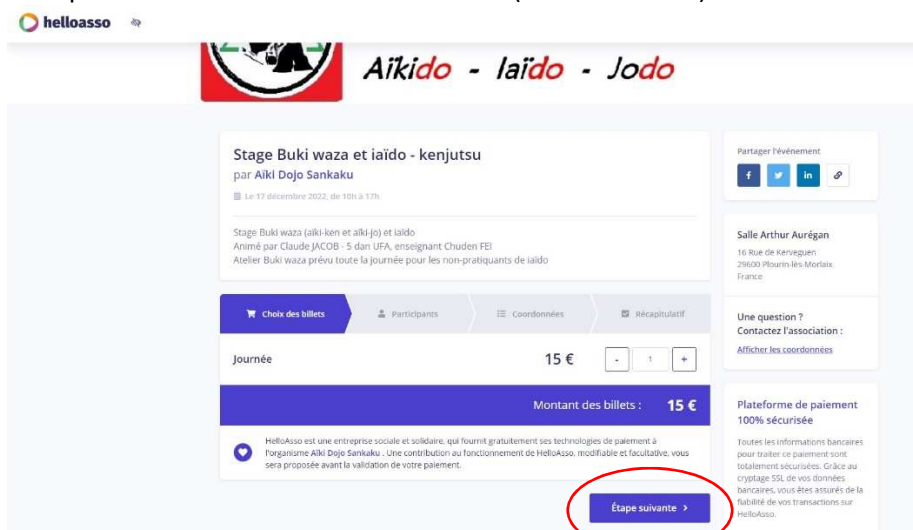 helloasso
Aïkido - Iaïdo - Jodo
Stage Buki waza et iaïdo - kenjutsu
par Aïki Dojo Sankaku
Le 17 décembre 2022, de 10h à 17h
Stage Buki waza (aïki-ken et aïki-jo) et iaïdo
Animé par Claude JACOB - 5 dan UFA, enseignant Chuden FEI
Atelier Buki waza prévu toute la journée pour les non-pratiquants de iaïdo
Choix des billets
Participants
Coordonnées
Récapitulatif
Journée 15 € - 1 +
Montant des billets : 15 €
HelloAsso est une entreprise sociale et solidaire, qui fournit gratuitement ses technologies de paiement à
l'organisme Aïki Dojo Sankaku . Une contribution au fonctionnement de HelloAsso, modifiable et facultative, vous
sera proposée avant la validation de votre paiement.
Étape suivante >
Partager l'événement
Salle Arthur Aurégan
16 Rue de Kerveguen
29600 Plourin-lès-Morlaix
France
Une question ?
Contactez l'association :
Afficher les coordonnées
Plateforme de paiement
100% sécurisée
Toutes les informations bancaires
pour traiter ce paiement sont
totalement sécurisées. Grâce au
cryptage SSL de vos données
bancaires, vous êtes assurés de la
fiabilité de vos transactions sur
HelloAsso.